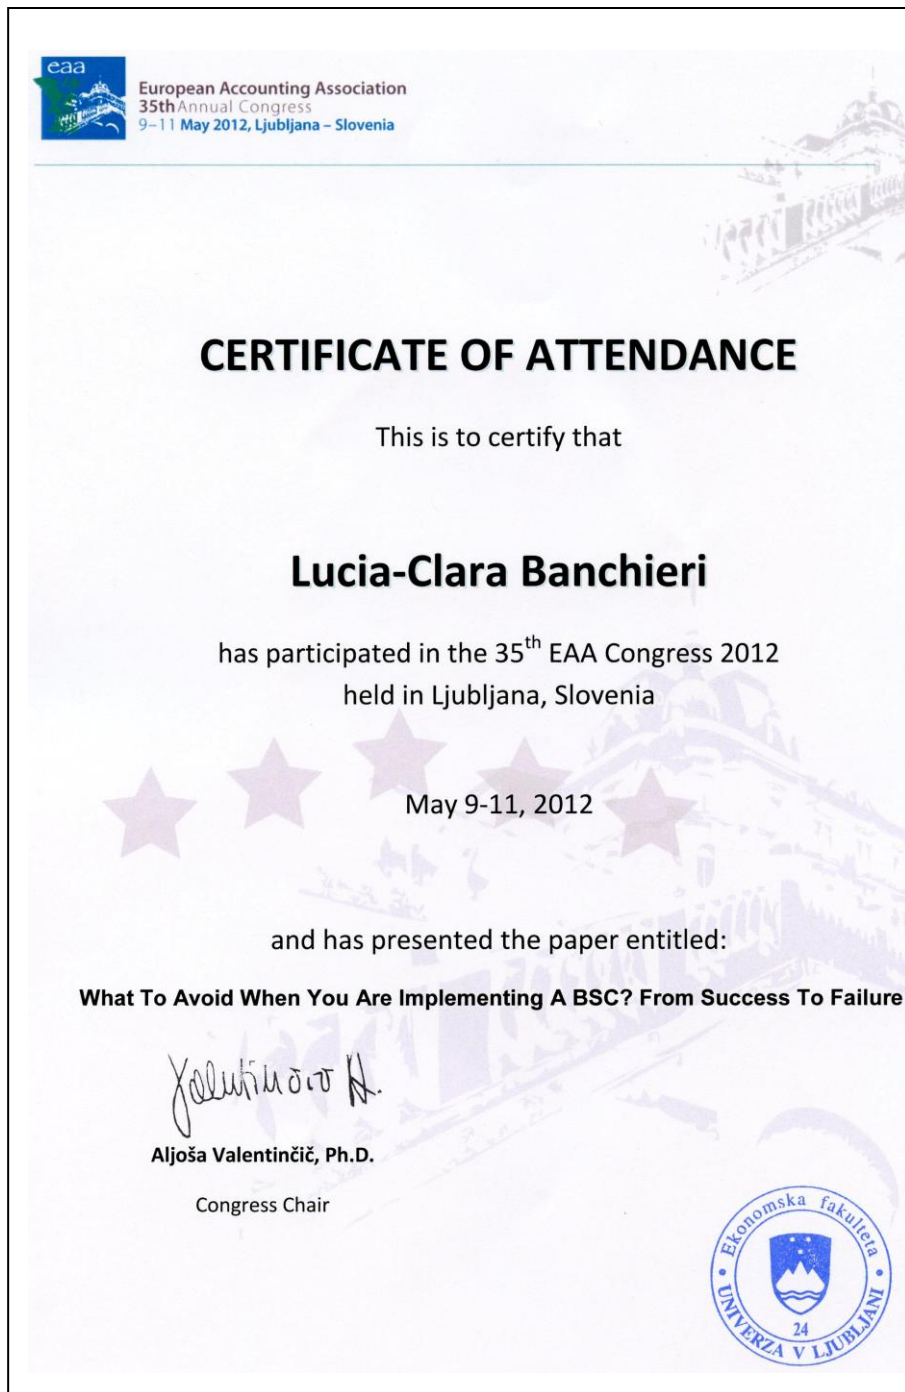 eaa
European Accounting Association
35th Annual Congress
9–11 May 2012, Ljubljana – Slovenia
CERTIFICATE OF ATTENDANCE
This is to certify that
Lucia-Clara Banchieri
has participated in the 35th EAA Congress 2012
held in Ljubljana, Slovenia
May 9-11, 2012
and has presented the paper entitled:
What To Avoid When You Are Implementing A BSC? From Success To Failure
Valentinčič A.
Aljoša Valentinčič, Ph.D.
Congress Chair
Ekonomska fakulteta
24
UNIVERZA V LJUBLJANI